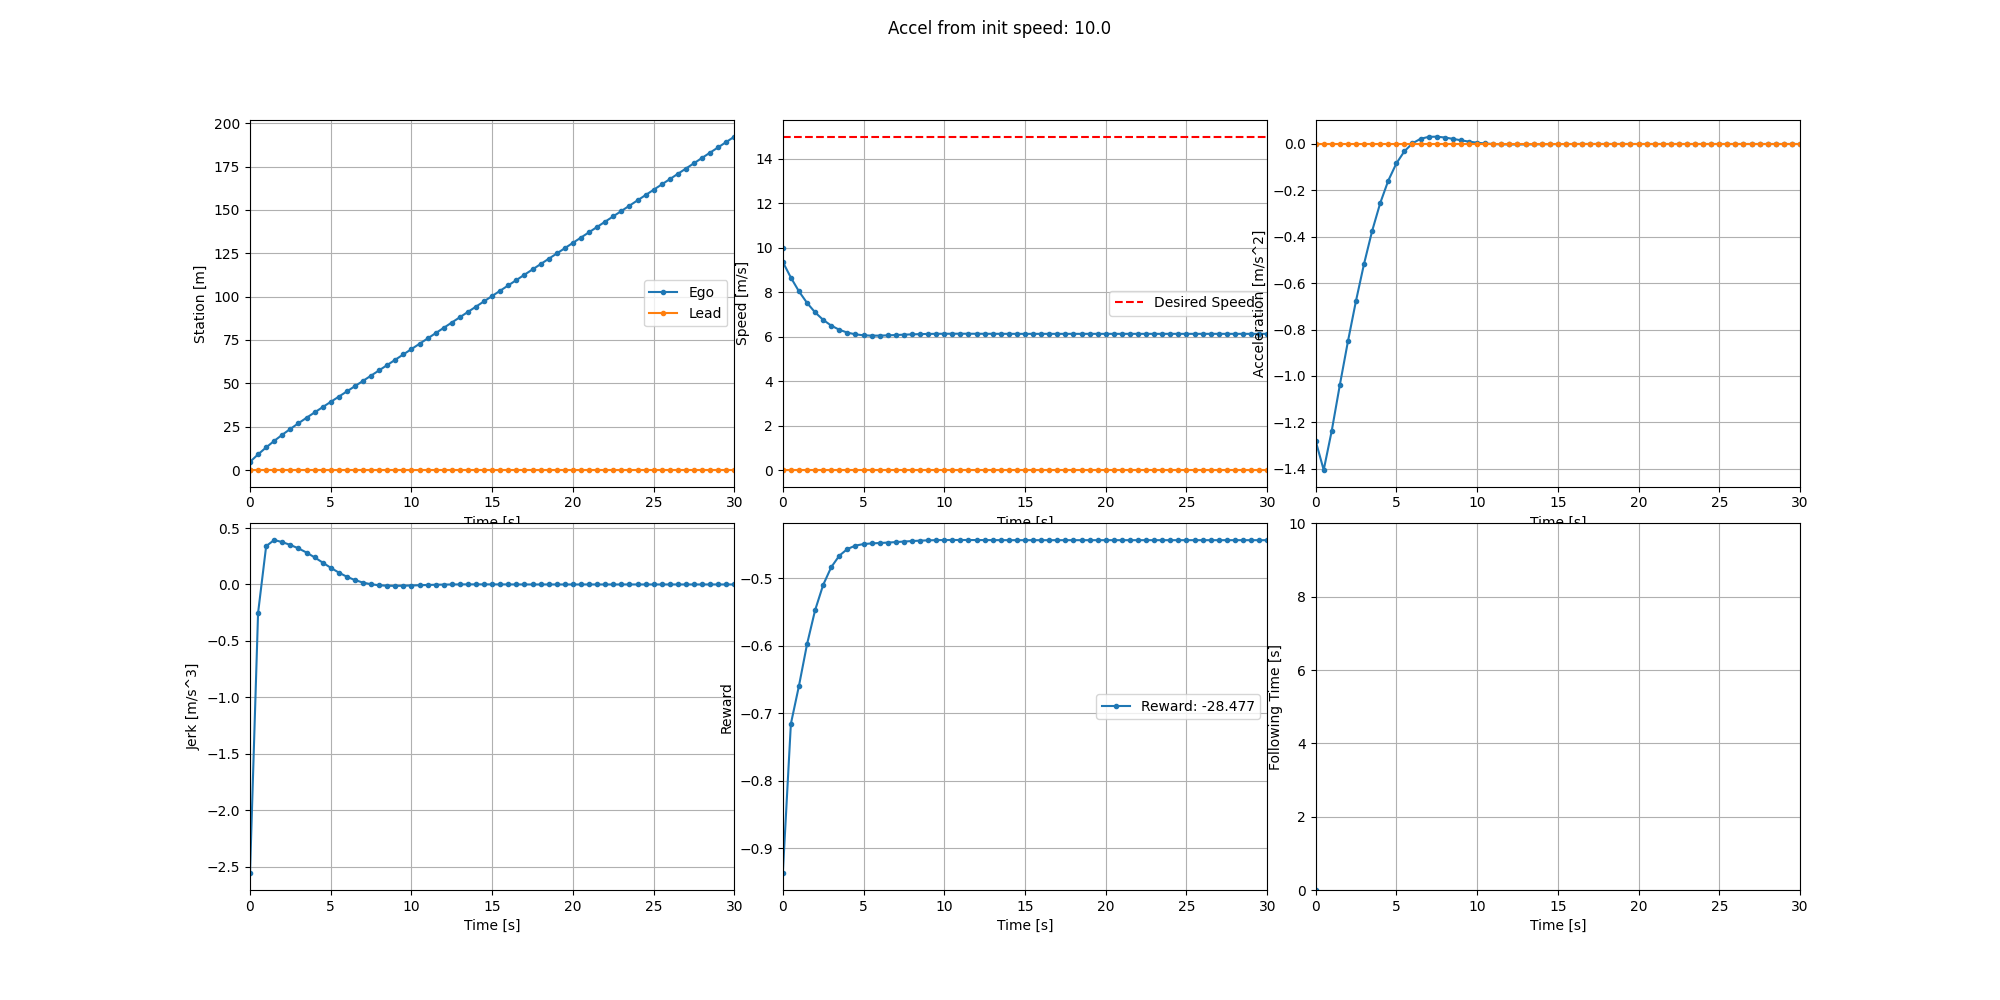 Accel from init speed: 10.0
200
175
150
125
100
75
50
25
0
Station [m]
0 5 10 15 20 25 30
Time [s]
Ego
Lead
14
12
10
8
6
4
2
0
Speed [m/s]
0 5 10 15 20 25 30
Time [s]
Desired Speed
0.0
−0.2
−0.4
−0.6
−0.8
−1.0
−1.2
−1.4
Acceleration [m/s^2]
0 5 10 15 20 25 30
Time [s]
0.5
0.0
−0.5
−1.0
−1.5
−2.0
−2.5
Jerk [m/s^3]
0 5 10 15 20 25 30
Time [s]
−0.5
−0.6
−0.7
−0.8
−0.9
Reward
0 5 10 15 20 25 30
Time [s]
Reward: -28.477
10
8
6
4
2
0
Following Time [s]
0 5 10 15 20 25 30
Time [s]